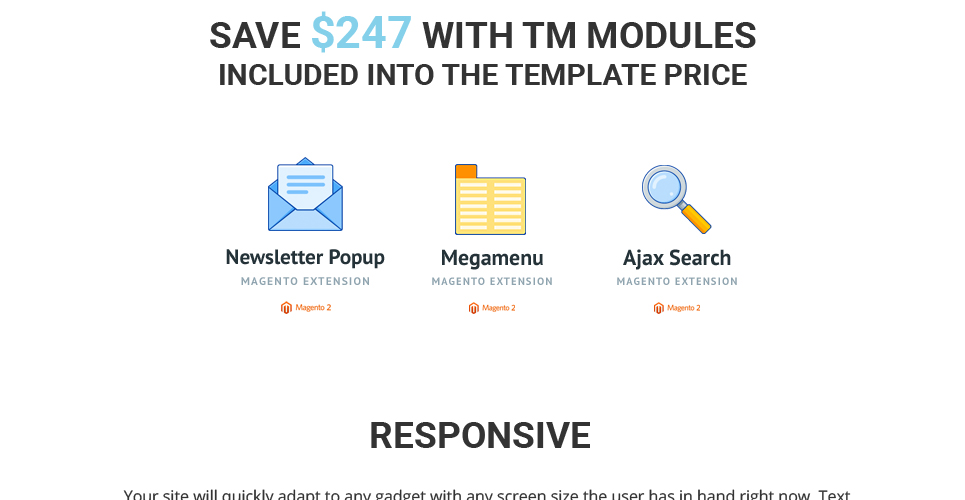 SAVE $247 WITH TM MODULES
INCLUDED INTO THE TEMPLATE PRICE
Newsletter Popup
Megamenu
Ajax Search
MAGENTO EXTENSION
MAGENTO EXTENSION
MAGENTO EXTENSION
Magento 2
Magento 2
Magento 2
RESPONSIVE
Your site will quickly adapt to any gadget with any screen size the user has in hand right now. Text